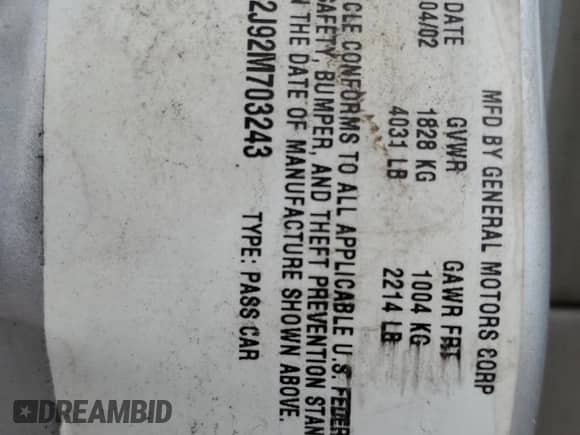 MFD BY GENERAL MOTORS CORP
DATE GVWR GAWR FRT
04/02 1828 KG 1004 KG
4031 LB 2214 LB
CLE CONFORMS TO ALL APPLICABLE U.S. FEDER
SAFETY, BUMPER, AND THEFT PREVENTION STAN
N THE DATE OF MANUFACTURE SHOWN ABOVE.
2J92M703243 TYPE: PASS CAR
DREAMBID